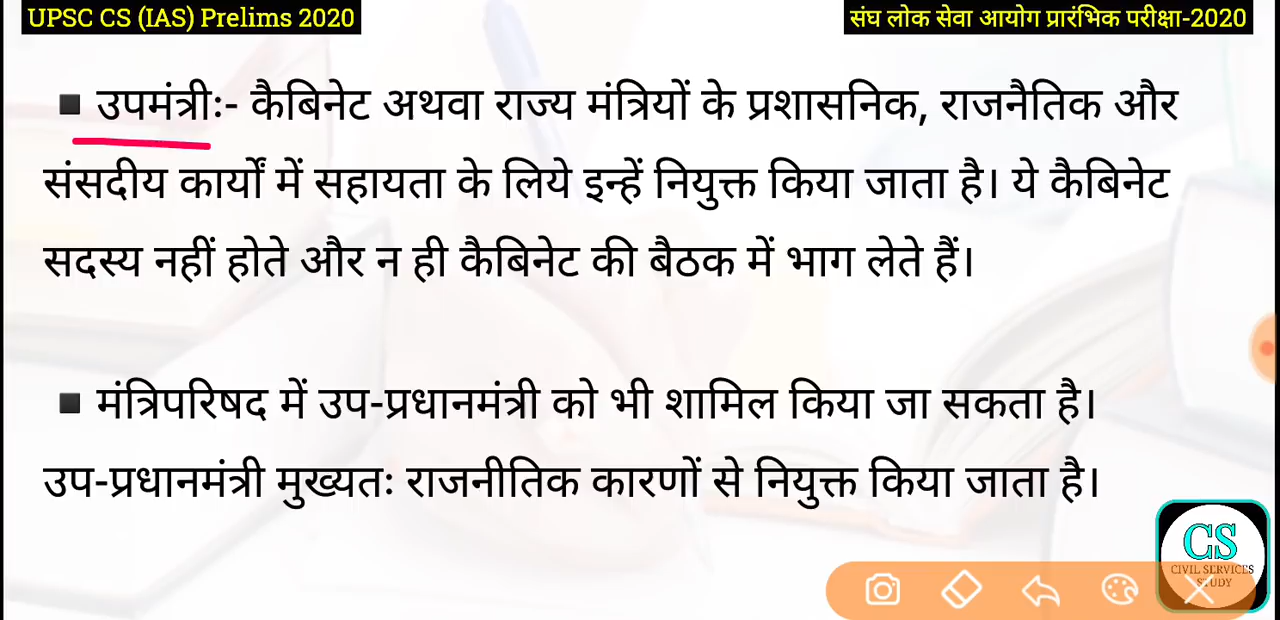 UPSC CS (IAS) Prelims 2020
संघ लोक सेवा आयोग प्रारंभिक परीक्षा-2020
▪ उपमंत्रीः- कैबिनेट अथवा राज्य मंत्रियों के प्रशासनिक, राजनैतिक और
संसदीय कार्यों में सहायता के लिये इन्हें नियुक्त किया जाता है। ये कैबिनेट
सदस्य नहीं होते और न ही कैबिनेट की बैठक में भाग लेते हैं।
▪ मंत्रिपरिषद में उप-प्रधानमंत्री को भी शामिल किया जा सकता है।
उप-प्रधानमंत्री मुख्यतः राजनीतिक कारणों से नियुक्त किया जाता है।
CS
CIVIL SERVICES
STUDY